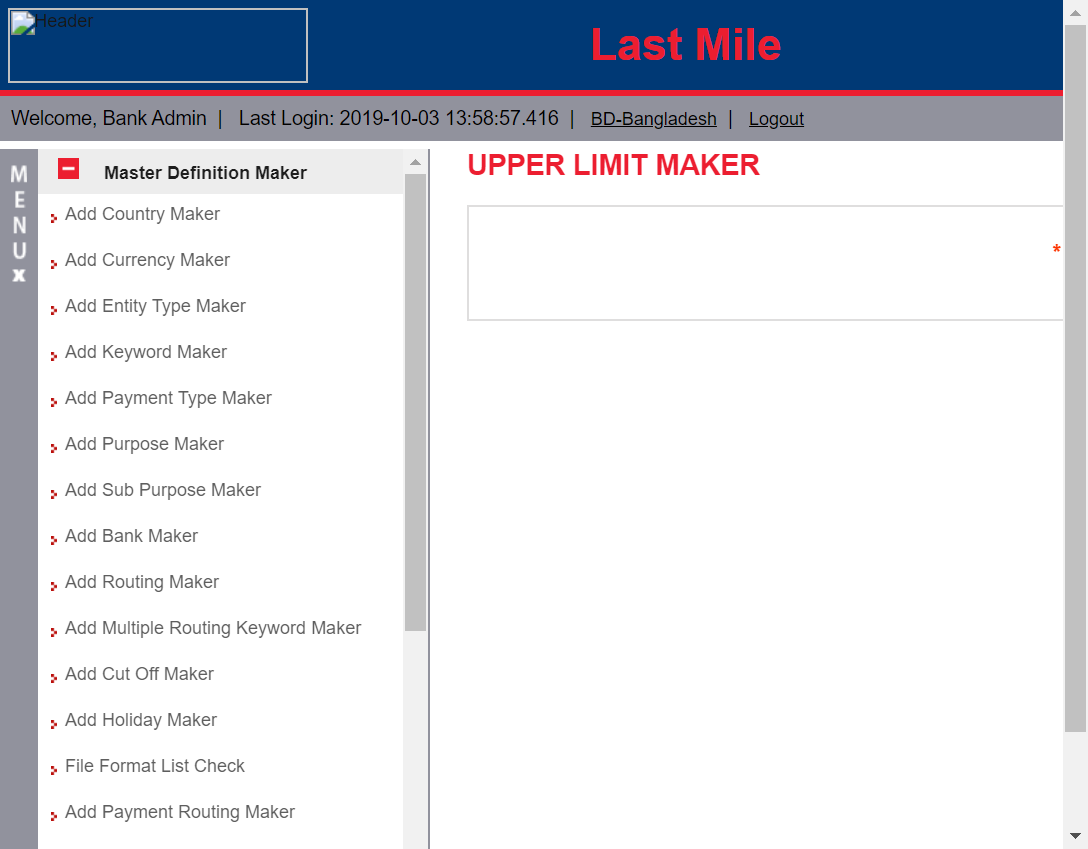 Header
Last Mile
Welcome, Bank Admin | Last Login: 2019-10-03 13:58:57.416 | BD-Bangladesh | Logout
MENU
x
Master Definition Maker
Add Country Maker
Add Currency Maker
Add Entity Type Maker
Add Keyword Maker
Add Payment Type Maker
Add Purpose Maker
Add Sub Purpose Maker
Add Bank Maker
Add Routing Maker
Add Multiple Routing Keyword Maker
Add Cut Off Maker
Add Holiday Maker
File Format List Check
Add Payment Routing Maker
UPPER LIMIT MAKER
*